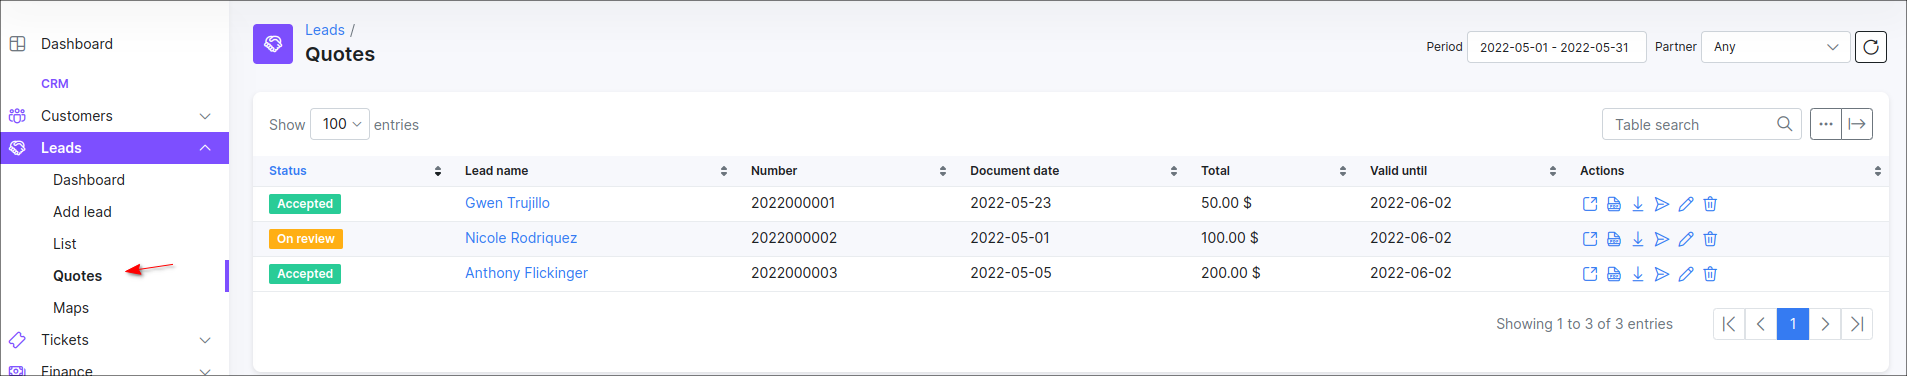 Dashboard
CRM
Customers
Leads
Dashboard
Add lead
List
Quotes
Maps
Tickets
Finance
Leads /
Quotes
Period 2022-05-01 - 2022-05-31 Partner Any
Show 100 entries
Table search
Status Lead name Number Document date Total Valid until Actions
Accepted Gwen Trujillo 2022000001 2022-05-23 50.00 $ 2022-06-02
On review Nicole Rodriquez 2022000002 2022-05-01 100.00 $ 2022-06-02
Accepted Anthony Flickinger 2022000003 2022-05-05 200.00 $ 2022-06-02
Showing 1 to 3 of 3 entries 1